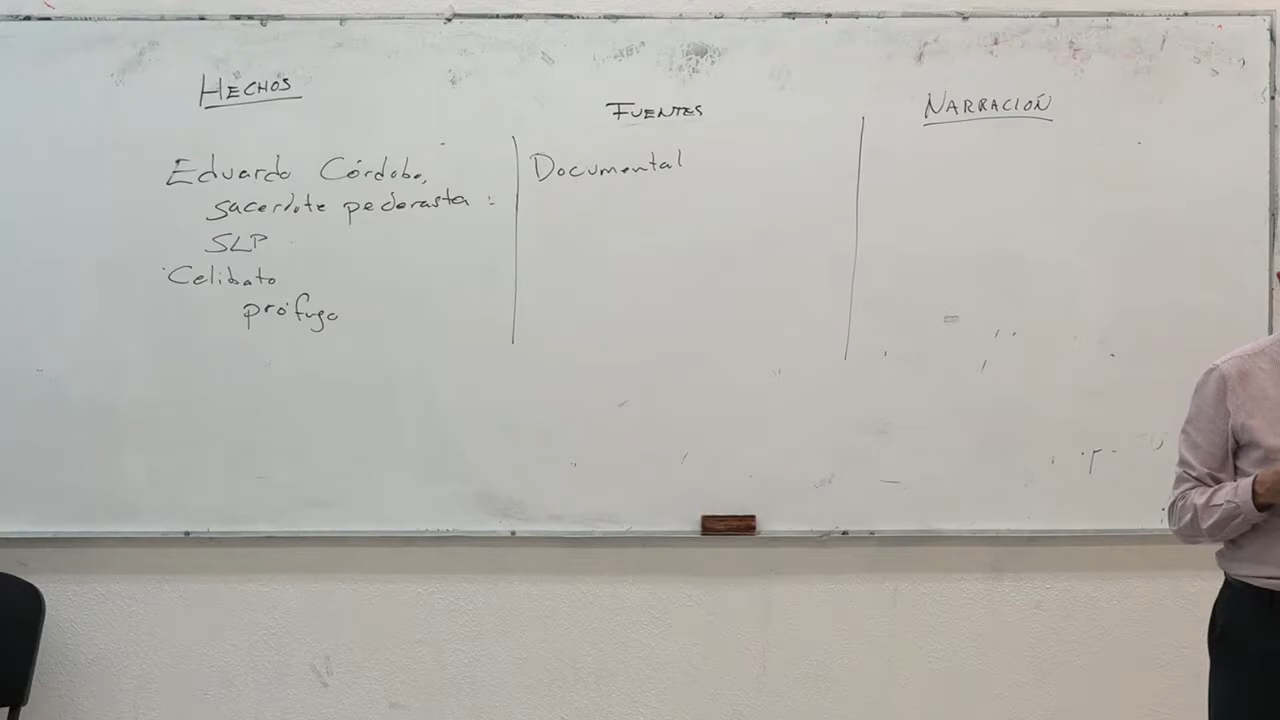 HECHOS
Eduardo Córdoba,
sacerdote pederasta :
SLP
Celibato
prófugo
FUENTES
Documental
NARRACIÓN